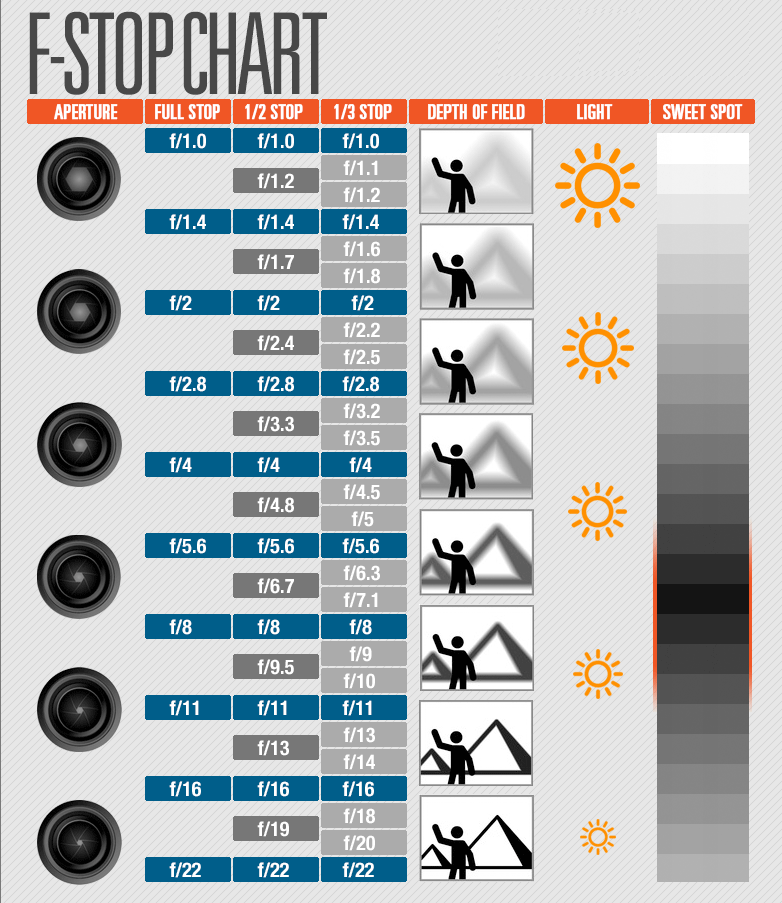 F-STOP CHART
APERTURE FULL STOP 1/2 STOP 1/3 STOP DEPTH OF FIELD LIGHT SWEET SPOT
f/1.0 f/1.0 f/1.0
f/1.1
f/1.2
f/1.2
f/1.4 f/1.4 f/1.4
f/1.6
f/1.7
f/1.8
f/2 f/2 f/2
f/2.2
f/2.4
f/2.5
f/2.8 f/2.8 f/2.8
f/3.2
f/3.3
f/3.5
f/4 f/4 f/4
f/4.5
f/4.8
f/5
f/5.6 f/5.6 f/5.6
f/6.3
f/6.7
f/7.1
f/8 f/8 f/8
f/9
f/9.5
f/10
f/11 f/11 f/11
f/13
f/13
f/14
f/16 f/16 f/16
f/18
f/19
f/20
f/22 f/22 f/22